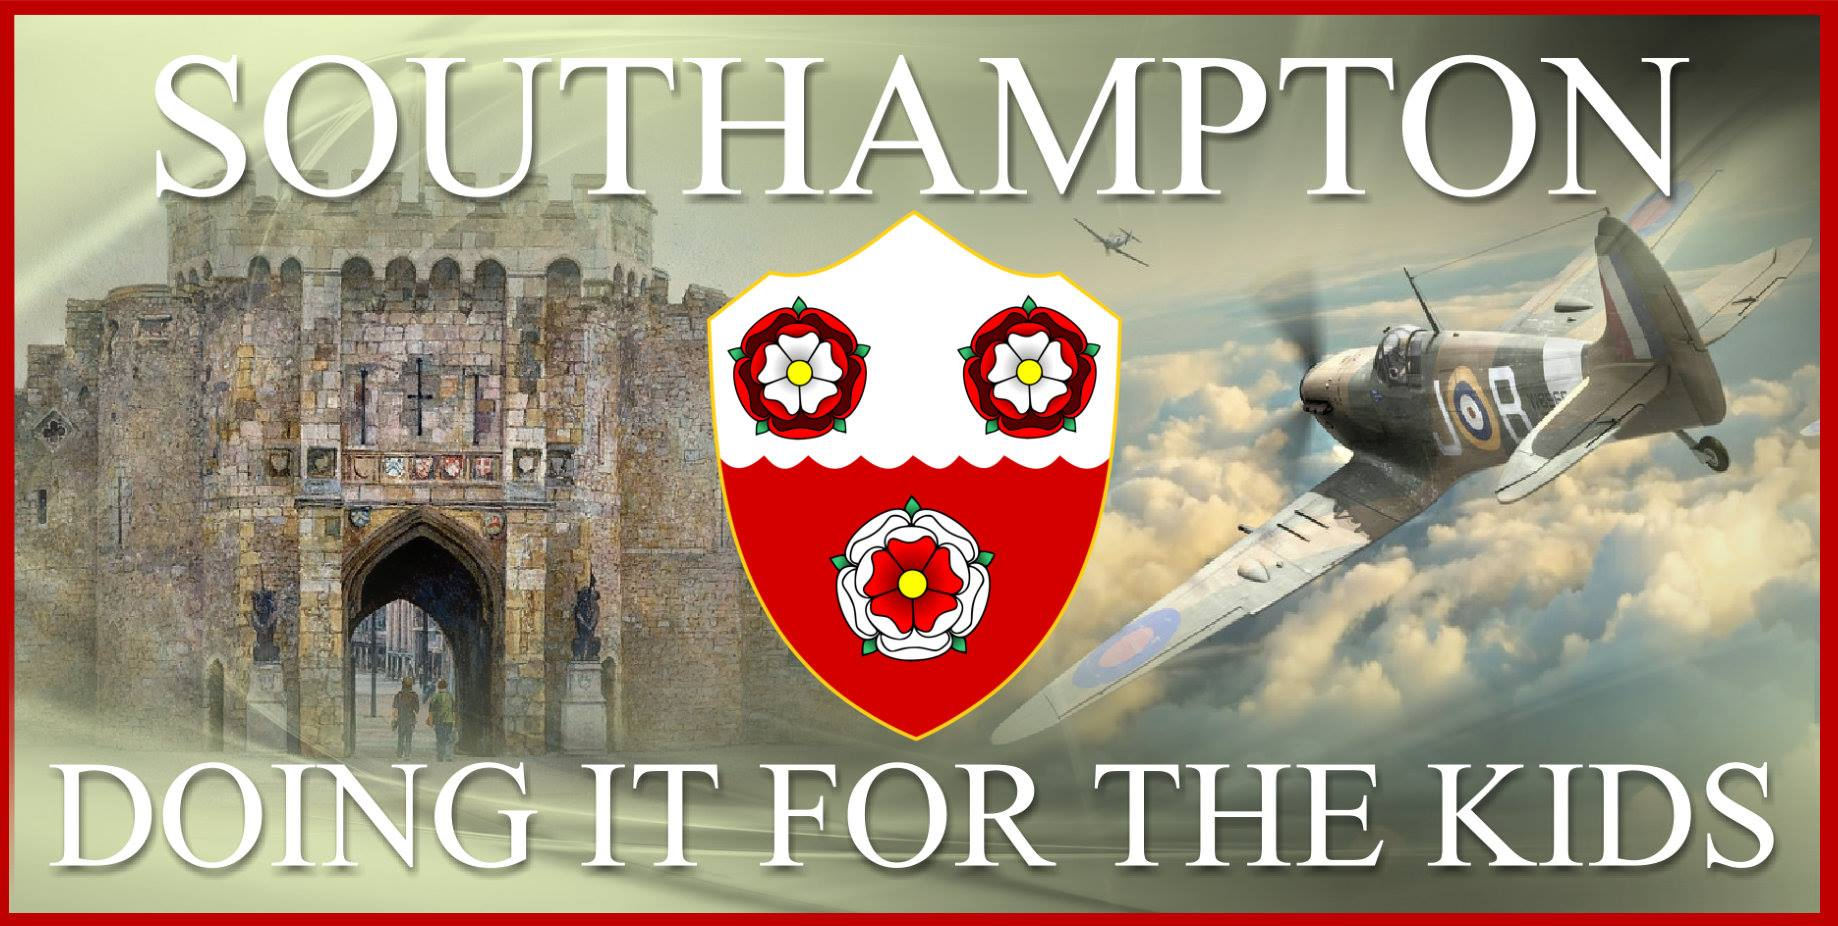 SOUTHAMPTON
J R
DOING IT FOR THE KIDS